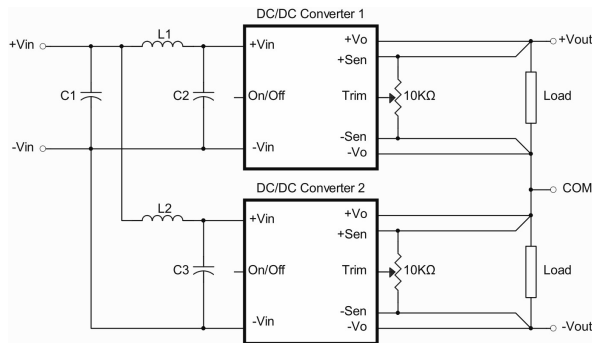 DC/DC Converter 1
+Vin
L1
+Vin
+Vo
+Vout
+Sen
C1
C2
On/Off
Trim
10KΩ
Load
-Vin
-Vin
-Sen
-Vo
COM
DC/DC Converter 2
L2
+Vin
+Vo
+Sen
C3
On/Off
Trim
10KΩ
Load
-Vin
-Sen
-Vo
-Vout